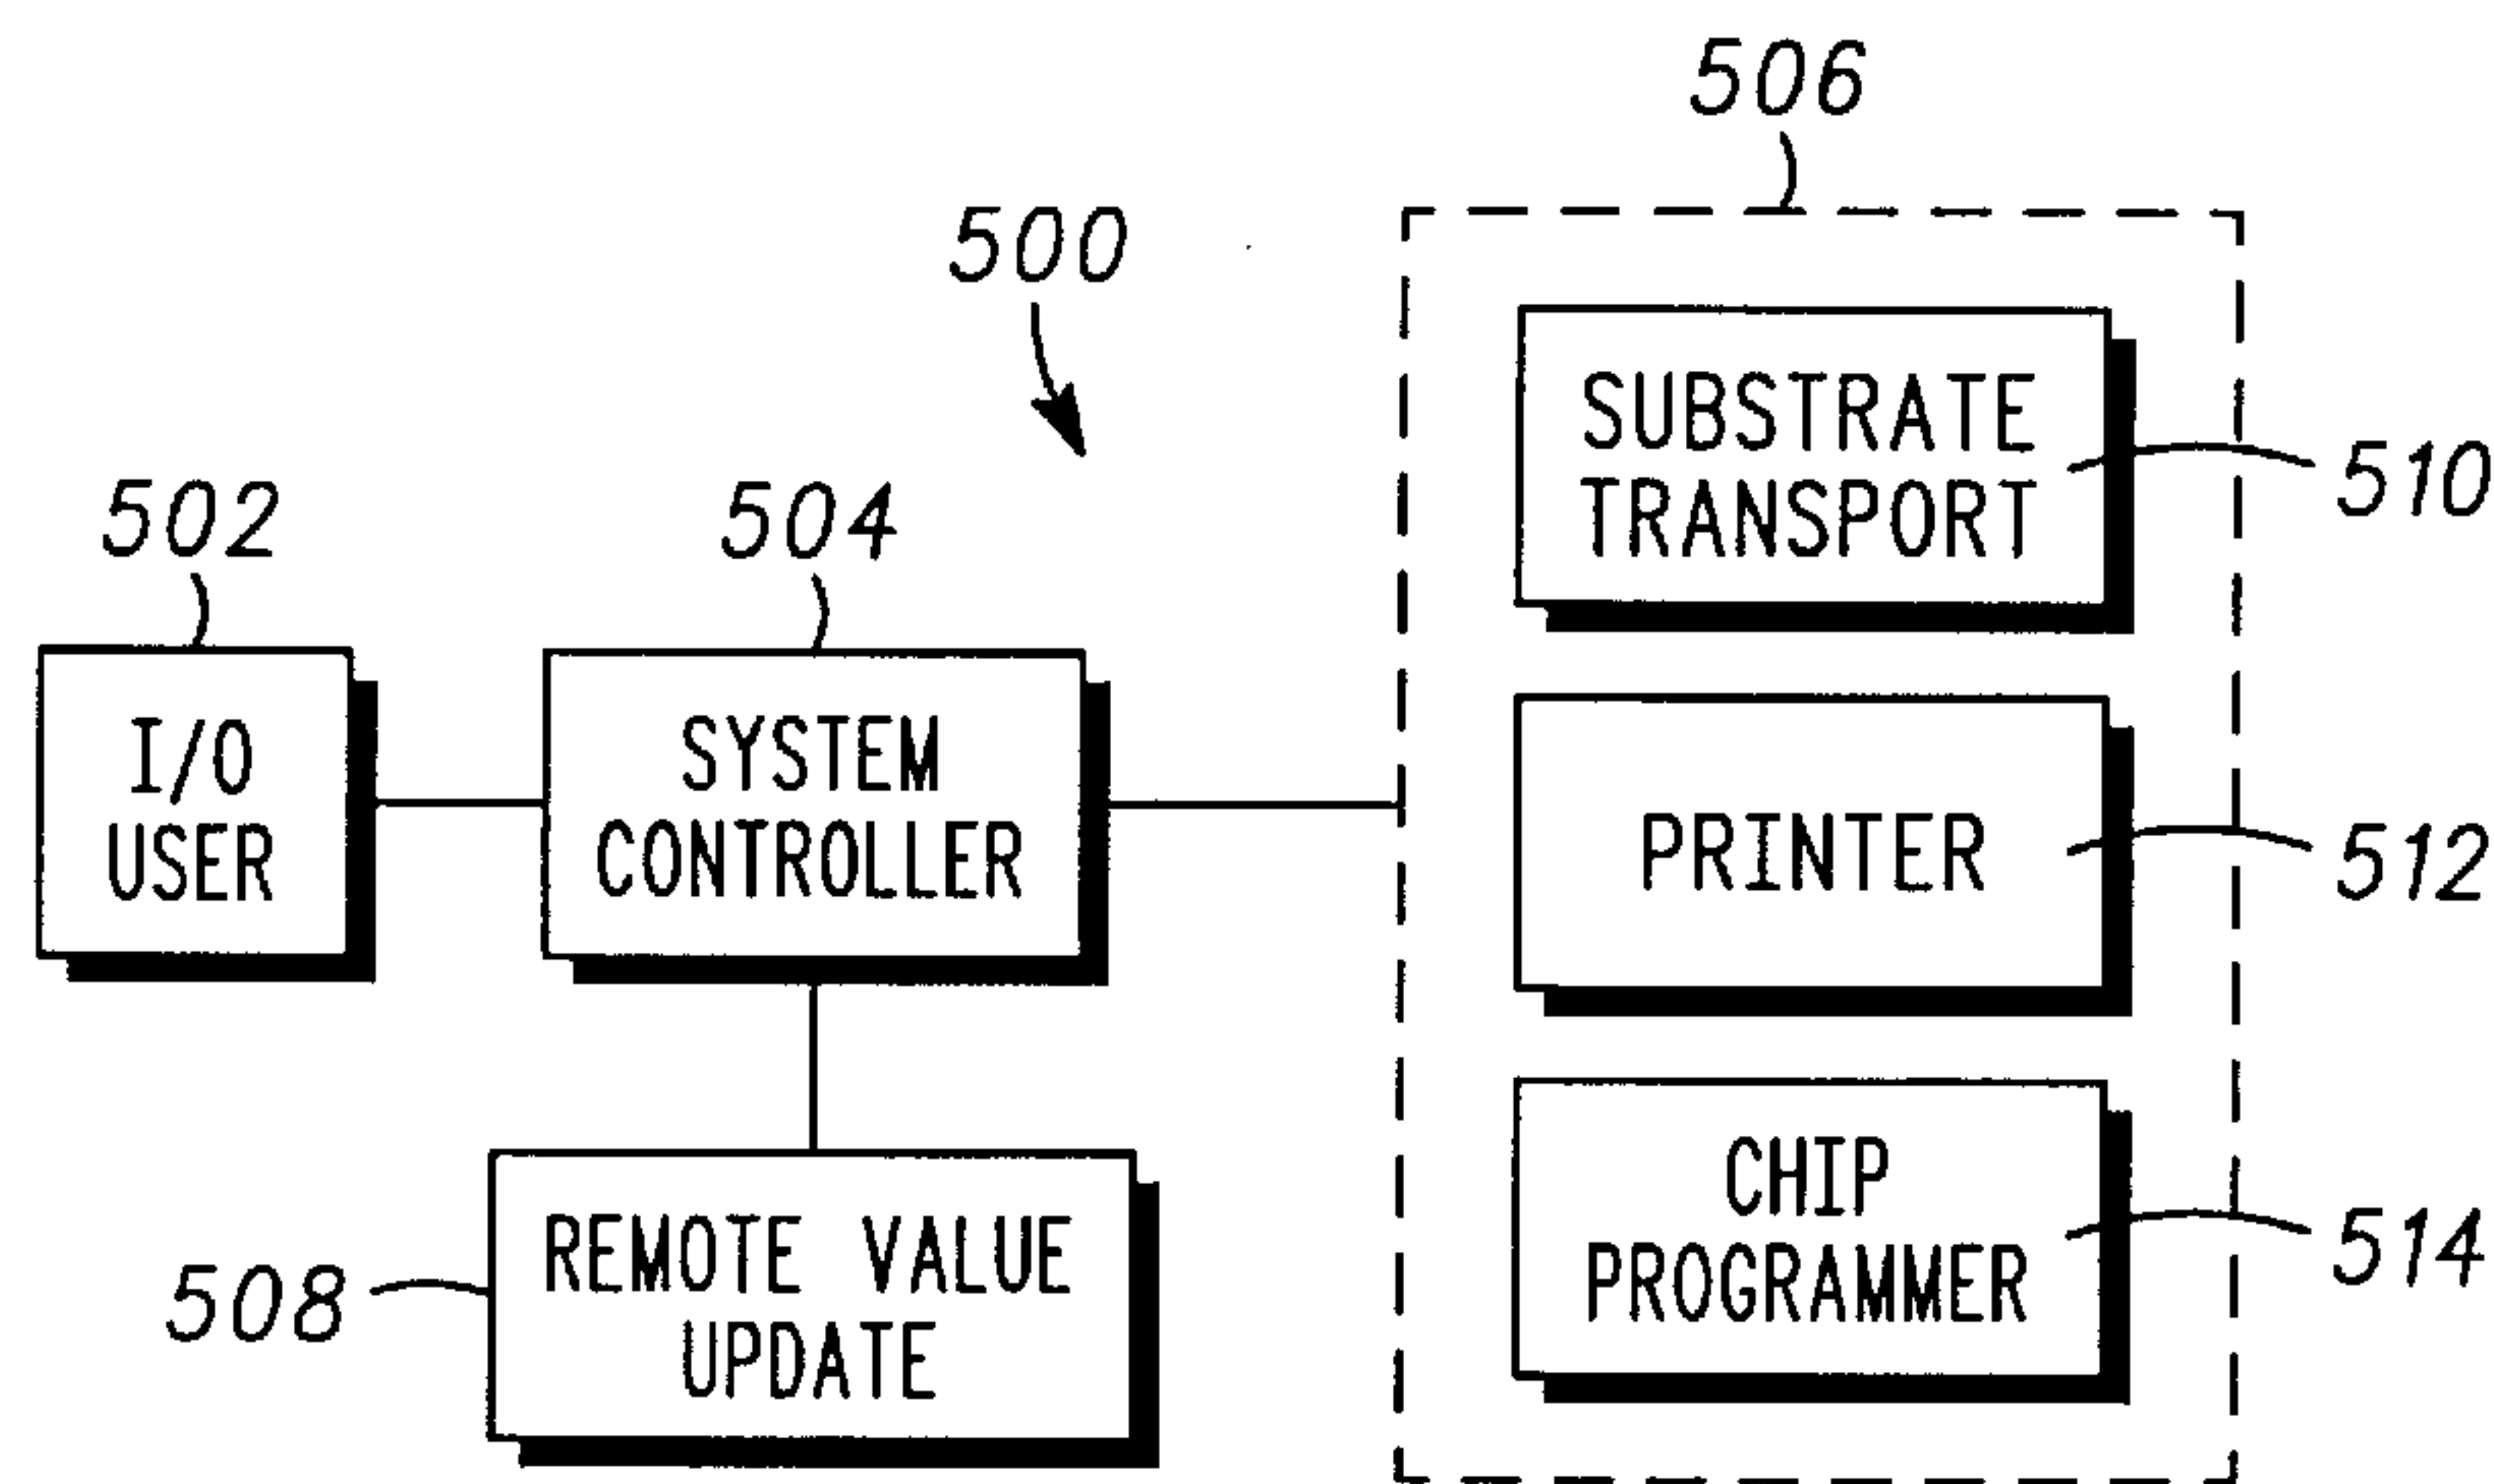 506
500
SUBSTRATE
TRANSPORT
510
502
504
I/O
USER
SYSTEM
CONTROLLER
PRINTER
512
CHIP
PROGRAMMER
514
REMOTE VALUE
UPDATE
508